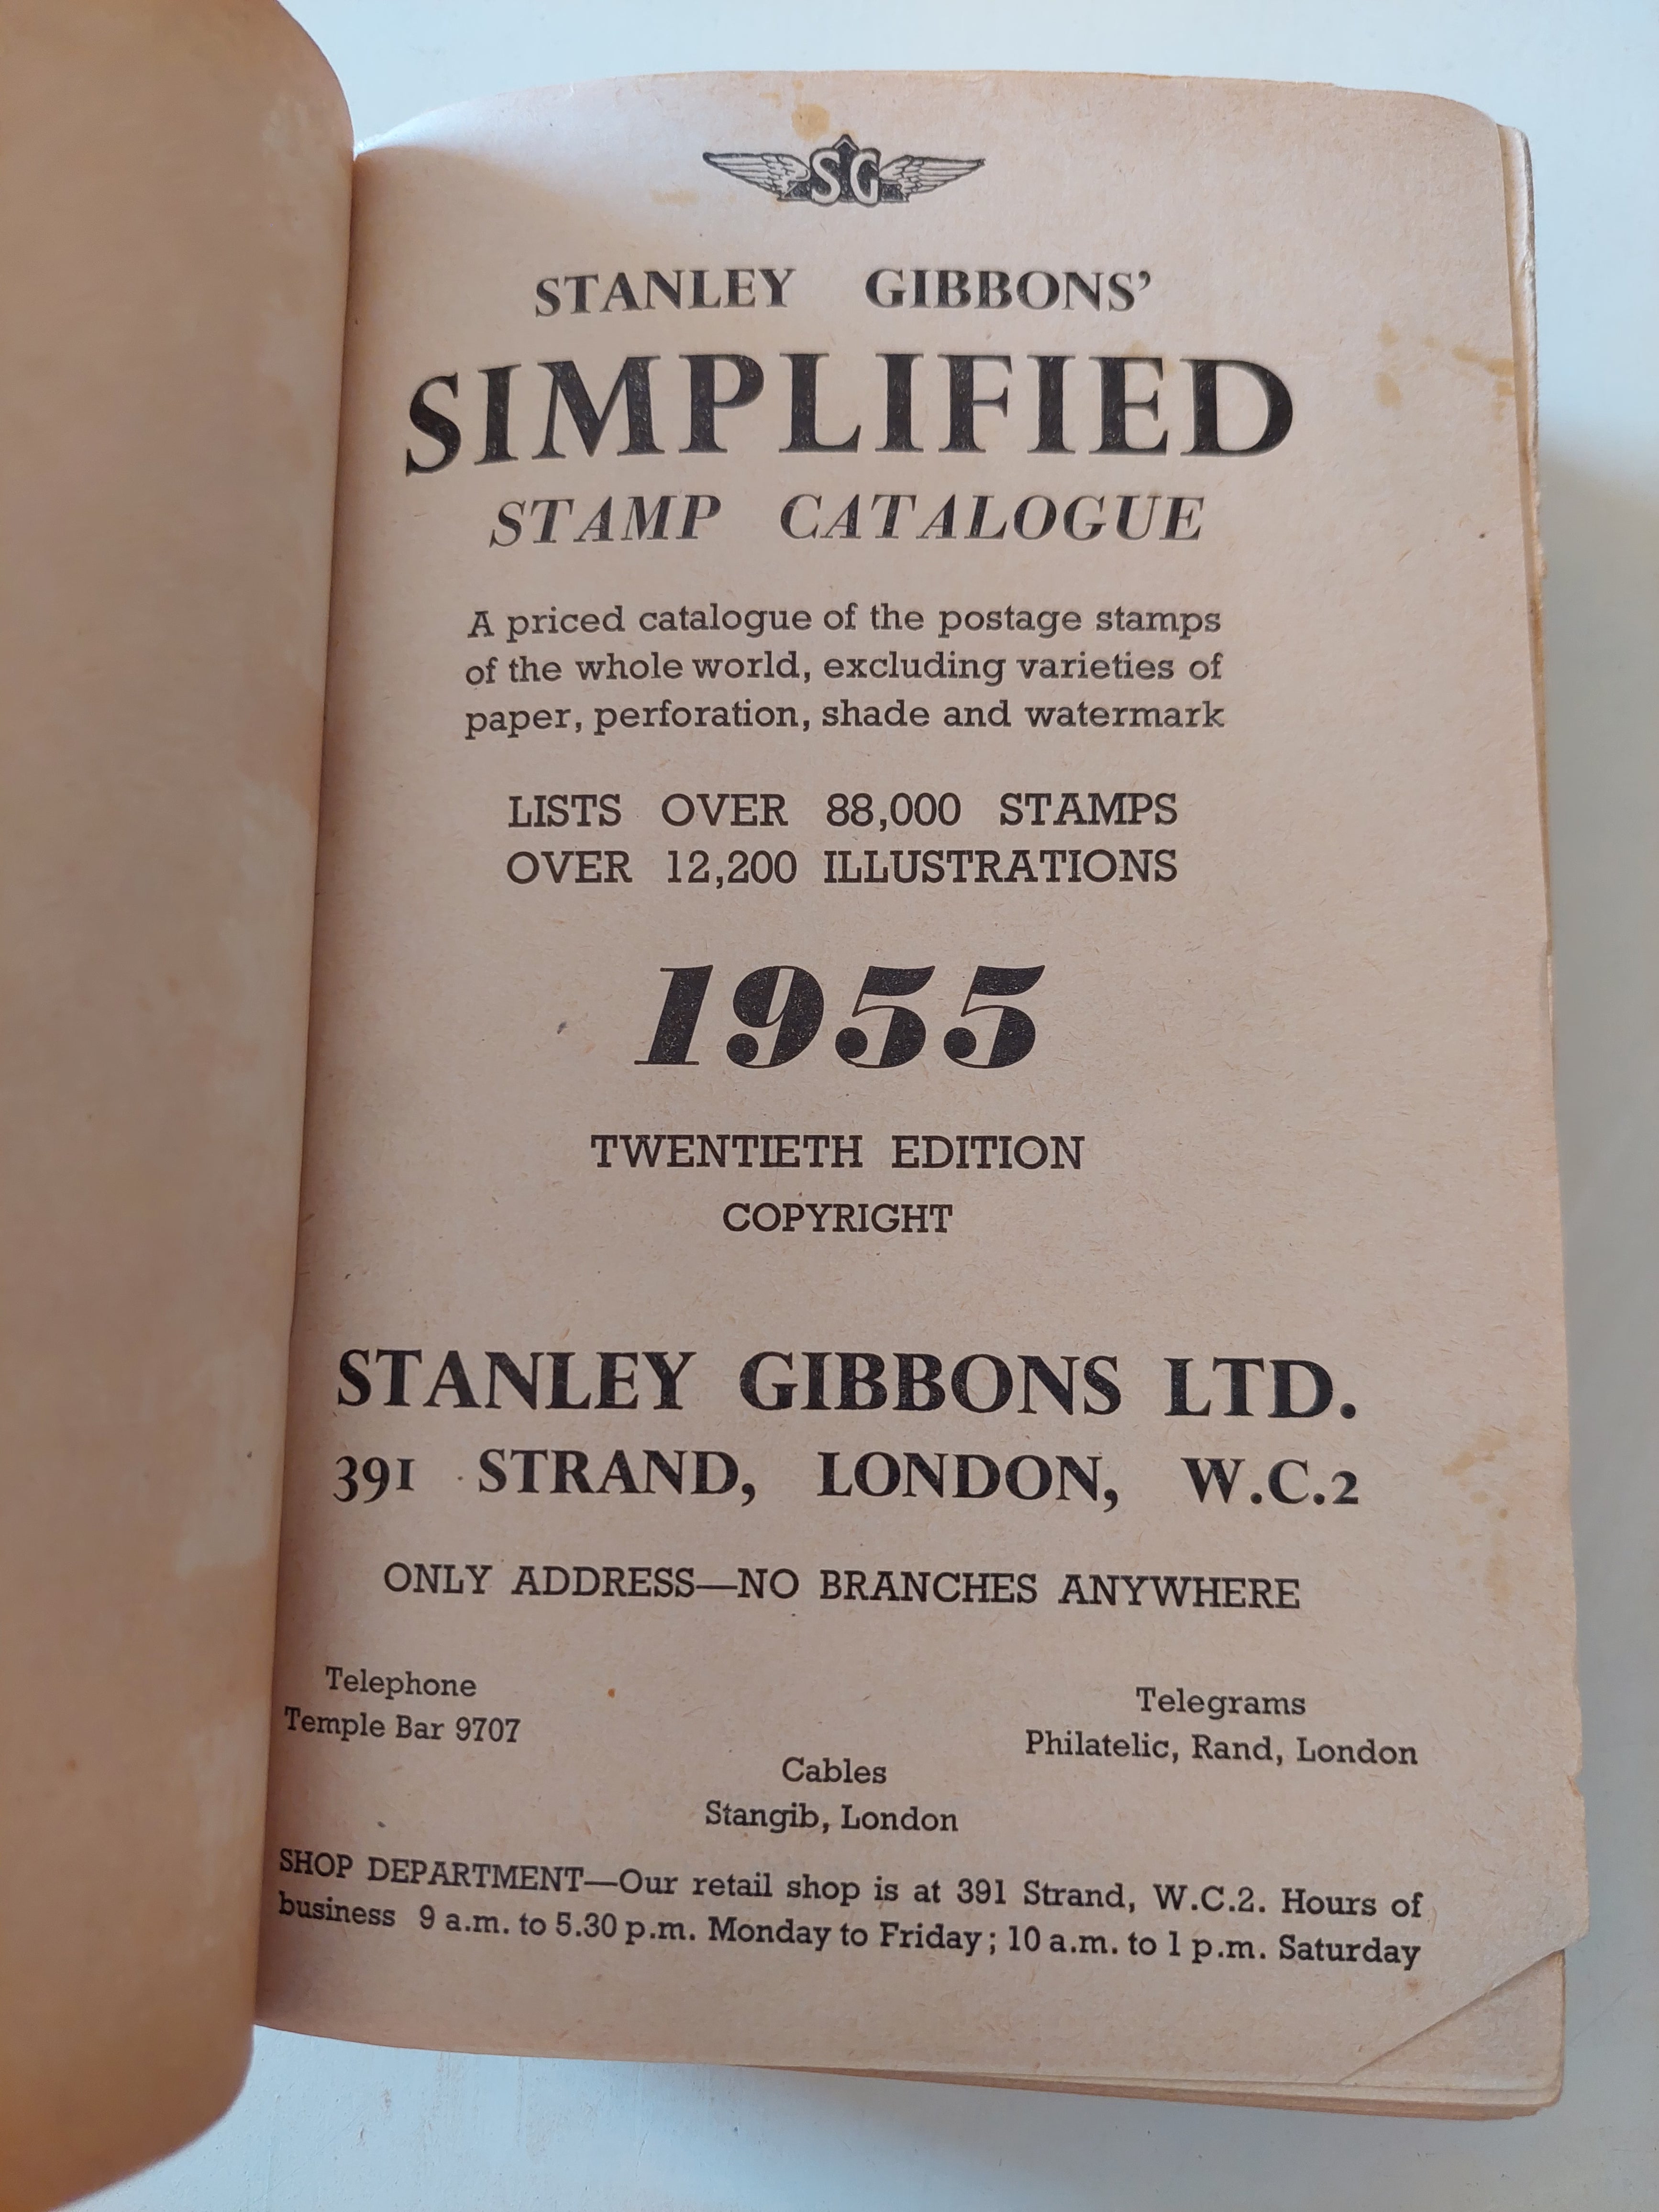 SG
STANLEY GIBBONS’
SIMPLIFIED
STAMP CATALOGUE
A priced catalogue of the postage stamps
of the whole world, excluding varieties of
paper, perforation, shade and watermark
LISTS OVER 88,000 STAMPS
OVER 12,200 ILLUSTRATIONS
1955
TWENTIETH EDITION
COPYRIGHT
STANLEY GIBBONS LTD.
391 STRAND, LONDON, W.C.2
ONLY ADDRESS—NO BRANCHES ANYWHERE
Telephone
Temple Bar 9707
Telegrams
Philatelic, Rand, London
Cables
Stangib, London
SHOP DEPARTMENT—Our retail shop is at 391 Strand, W.C.2. Hours of
business 9 a.m. to 5.30 p.m. Monday to Friday; 10 a.m. to 1 p.m. Saturday